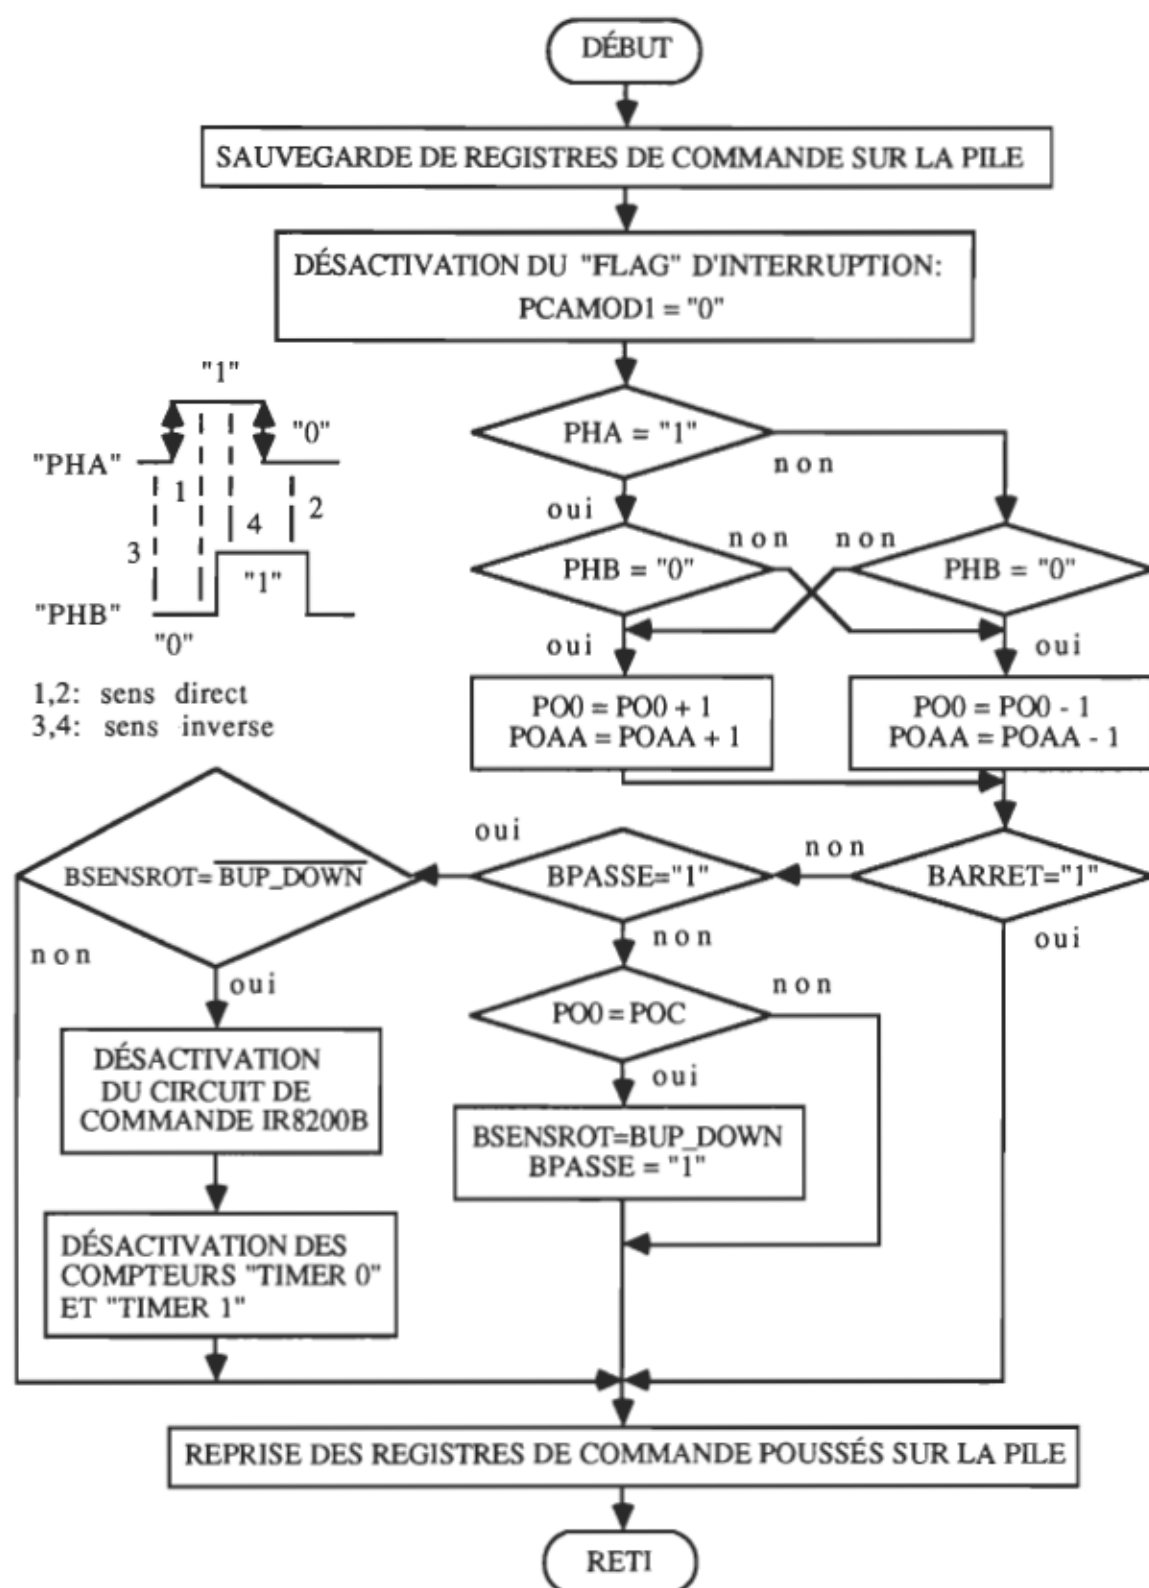 DÉBUT
SAUVEGARDE DE REGISTRES DE COMMANDE SUR LA PILE
DÉSACTIVATION DU "FLAG" D'INTERRUPTION:
PCAMOD1 = "0"
"1"
"0"
"PHA"
1
2
3
4
"1"
"PHB"
"0"
1,2: sens direct
3,4: sens inverse
PHA = "1"
non
oui
PHB = "0"
non
non
PHB = "0"
oui
oui
PO0 = PO0 + 1
POAA = POAA + 1
PO0 = PO0 - 1
POAA = POAA - 1
BSENSROT= BUP_DOWN
oui
BPASSE="1"
non
BARRET="1"
non
oui
non
oui
PO0 = POC
non
oui
DÉSACTIVATION
DU CIRCUIT DE
COMMANDE IR8200B
BSENSROT=BUP_DOWN
BPASSE = "1"
DÉSACTIVATION DES
COMPTEURS "TIMER 0"
ET "TIMER 1"
REPRISE DES REGISTRES DE COMMANDE POUSSÉS SUR LA PILE
RETI